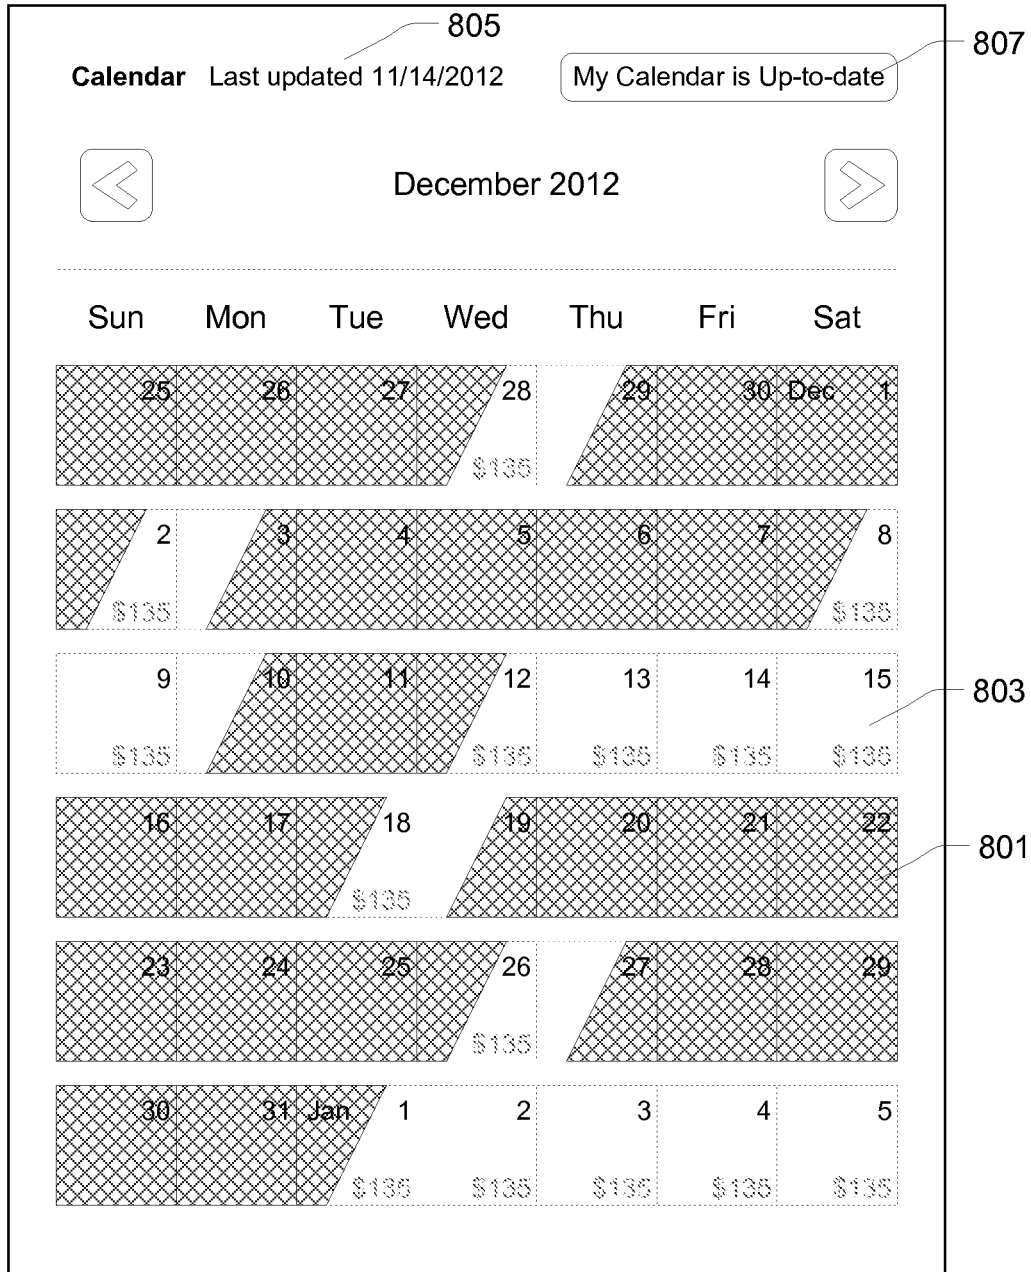 805
807
Calendar Last updated 11/14/2012 My Calendar is Up-to-date
December 2012
Sun Mon Tue Wed Thu Fri Sat
25 26 27 28 29 30 Dec 1
$135
2 3 4 5 6 7 8
$135 $135
9 10 11 12 13 14 15
803
$135 $135 $135 $135 $135
16 17 18 19 20 21 22
801
$135
23 24 25 26 27 28 29
$135
30 31 Jan 1 2 3 4 5
$135 $135 $135 $135 $135